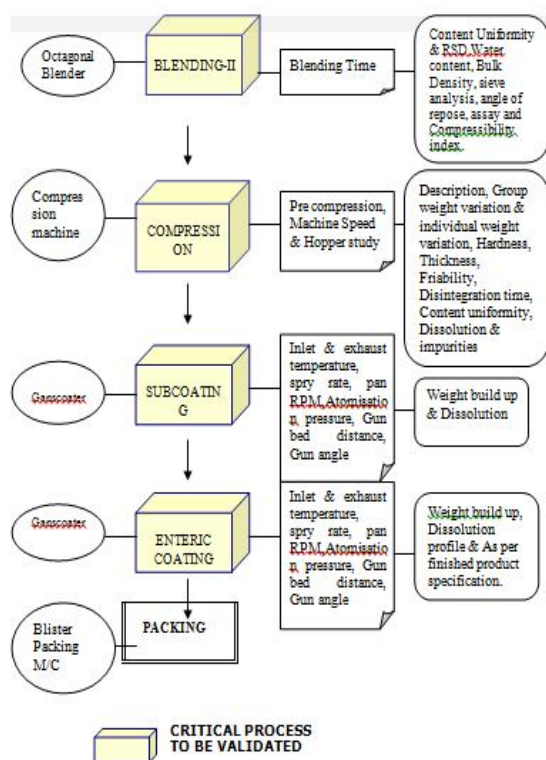 Octagonal
Blender
BLENDING-II
Blending Time
Content Uniformity
& RSD,Water
content, Bulk
Density, sieve
analysis, angle of
repose, assay and
Compressibility
index.
Compres
sion
machine
COMPRESSI
ON
Pre compression,
Machine Speed
& Hopper study
Description, Group
weight variation &
individual weight
variation, Hardness,
Thickness,
Friability,
Disintegration time,
Content uniformity,
Dissolution &
impurities
Ganscoater
SUBCOATIN
G
Inlet & exhaust
temperature,
spry rate, pan
RPM,Atomisatio
n, pressure, Gun
bed distance,
Gun angle
Weight build up
& Dissolution
Ganscoater
ENTERIC
COATING
Inlet & exhaust
temperature,
spry rate, pan
RPM,Atomisatio
n, pressure, Gun
bed distance,
Gun angle
Weight build up,
Dissolution
profile & As per
finished product
specification.
Blister
Packing
M/C
PACKING
CRITICAL PROCESS
TO BE VALIDATED